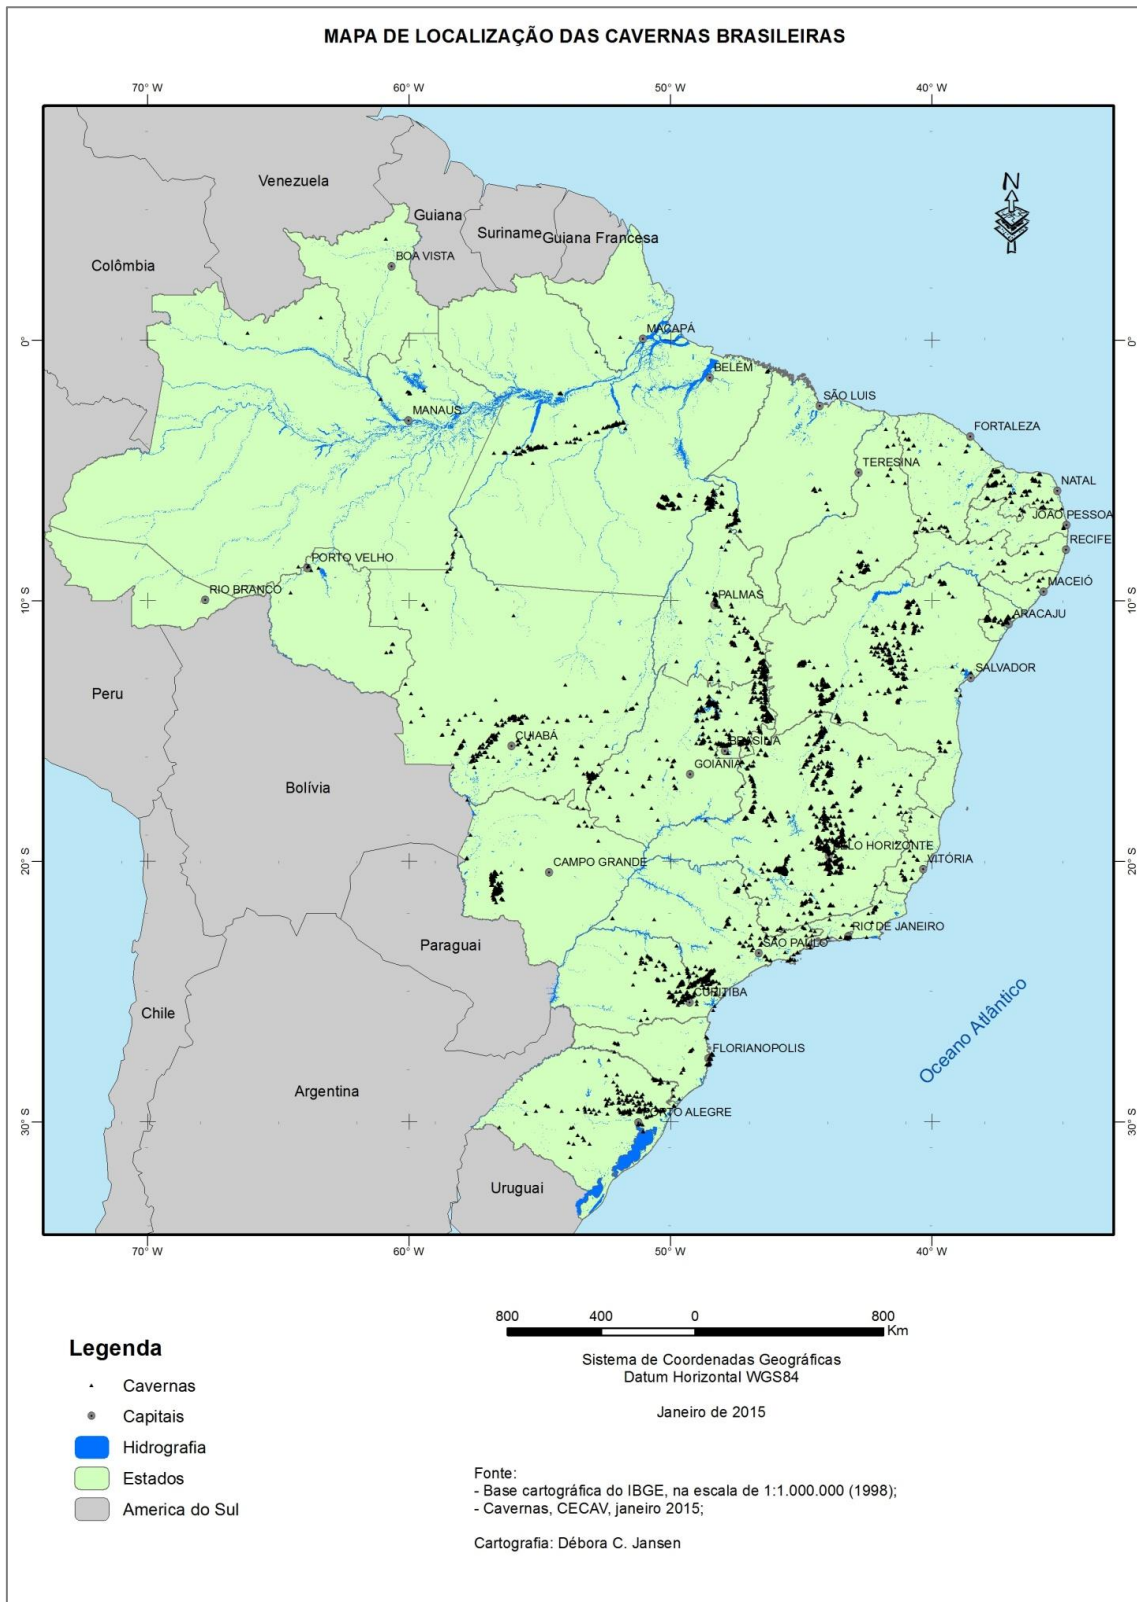 MAPA DE LOCALIZAÇÃO DAS CAVERNAS BRASILEIRAS
70° W 60° W 50° W 40° W
N
Venezuela
Guiana
Suriname
Guiana Francesa
Colômbia
BOA VISTA
0° 0°
MACAPÁ
BELÉM
SÃO LUIS
MANAUS
FORTALEZA
TERESINA
NATAL
JOÃO PESSOA
RECIFE
PORTO VELHO
RIO BRANCO
PALMAS
MACEIÓ
10° S 10° S
ARACAJU
SALVADOR
Peru
CUIABÁ
BRASÍLIA
GOIÂNIA
Bolívia
BELO HORIZONTE
20° S 20° S
CAMPO GRANDE
VITÓRIA
RIO DE JANEIRO
SÃO PAULO
Paraguai
CURITIBA
Chile
Oceano Atlântico
FLORIANOPOLIS
Argentina
PORTO ALEGRE
30° S 30° S
Uruguai
70° W 60° W 50° W 40° W
800 400 0 800
Km
Sistema de Coordenadas Geográficas
Datum Horizontal WGS84
Janeiro de 2015
Legenda
Cavernas
Capitais
Hidrografia
Estados
America do Sul
Fonte:
- Base cartográfica do IBGE, na escala de 1:1.000.000 (1998);
- Cavernas, CECAV, janeiro 2015;
Cartografia: Débora C. Jansen